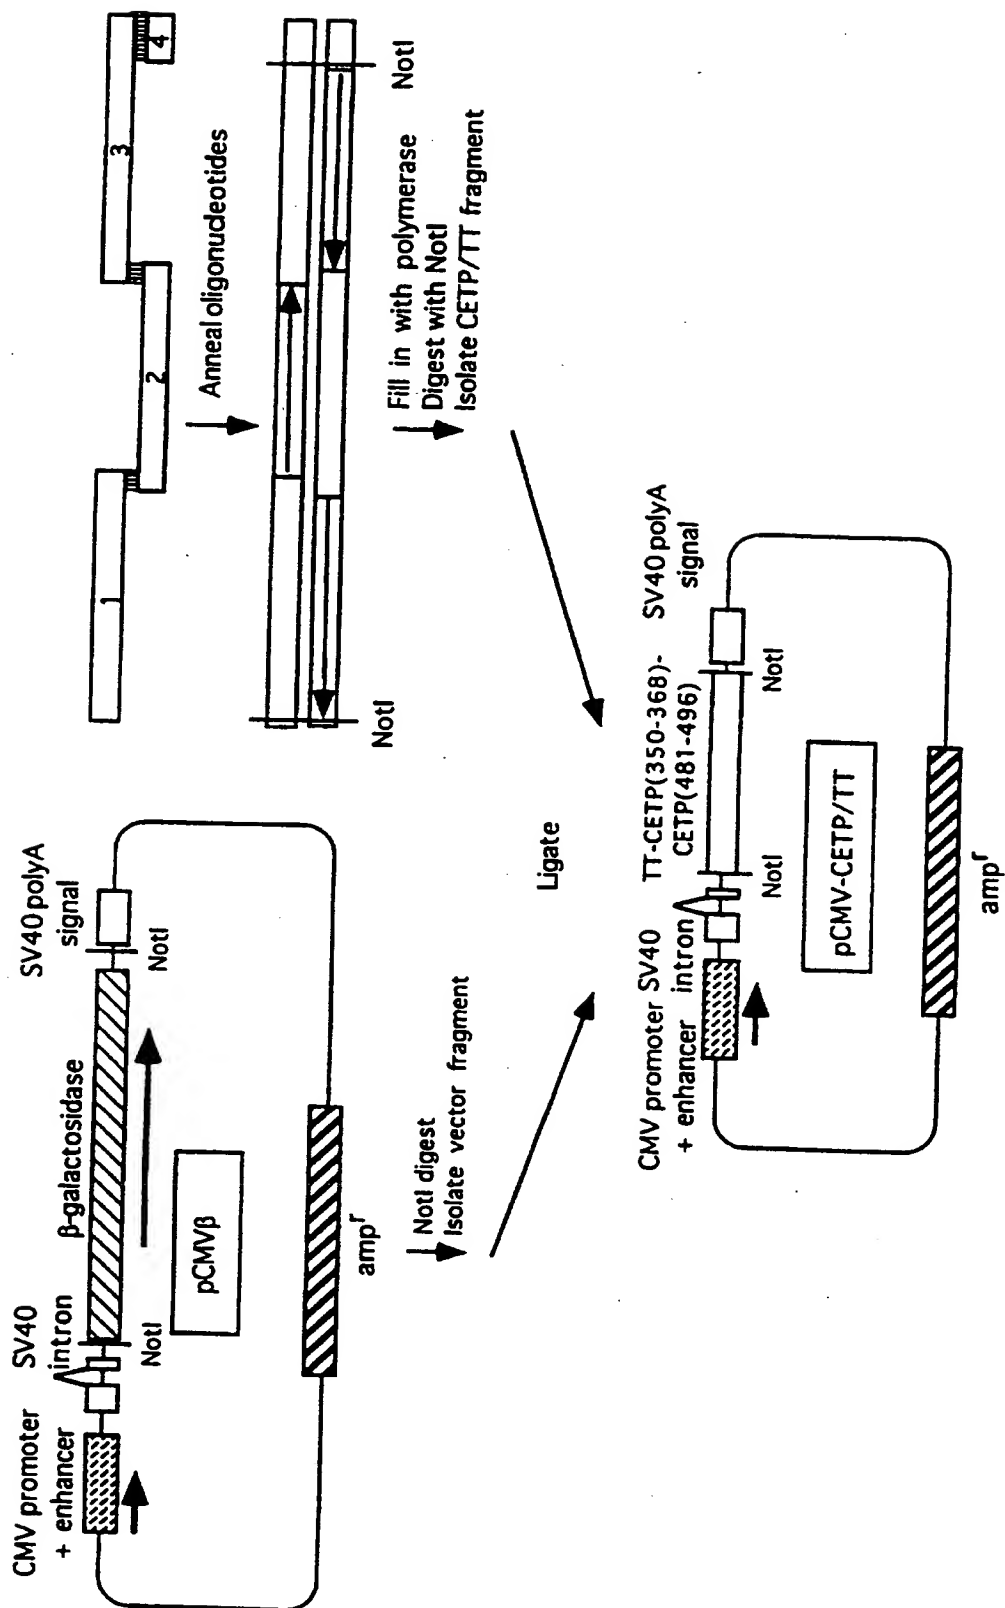 CMV promoter
+ enhancer
SV40
intron
β-galactosidase
SV40 polyA
signal
NotI
NotI
pCMVβ
amp^r
NotI digest
Isolate vector fragment
1
2
3
4
Anneal oligonudeotides
NotI
NotI
Fill in with polymerase
Digest with NotI
Isolate CETP/TT fragment
Ligate
CMV promoter
+ enhancer
SV40
intron
TT-CETP(350-368)-
CETP(481-496)
SV40 polyA
signal
NotI
NotI
pCMV-CETP/TT
amp^r